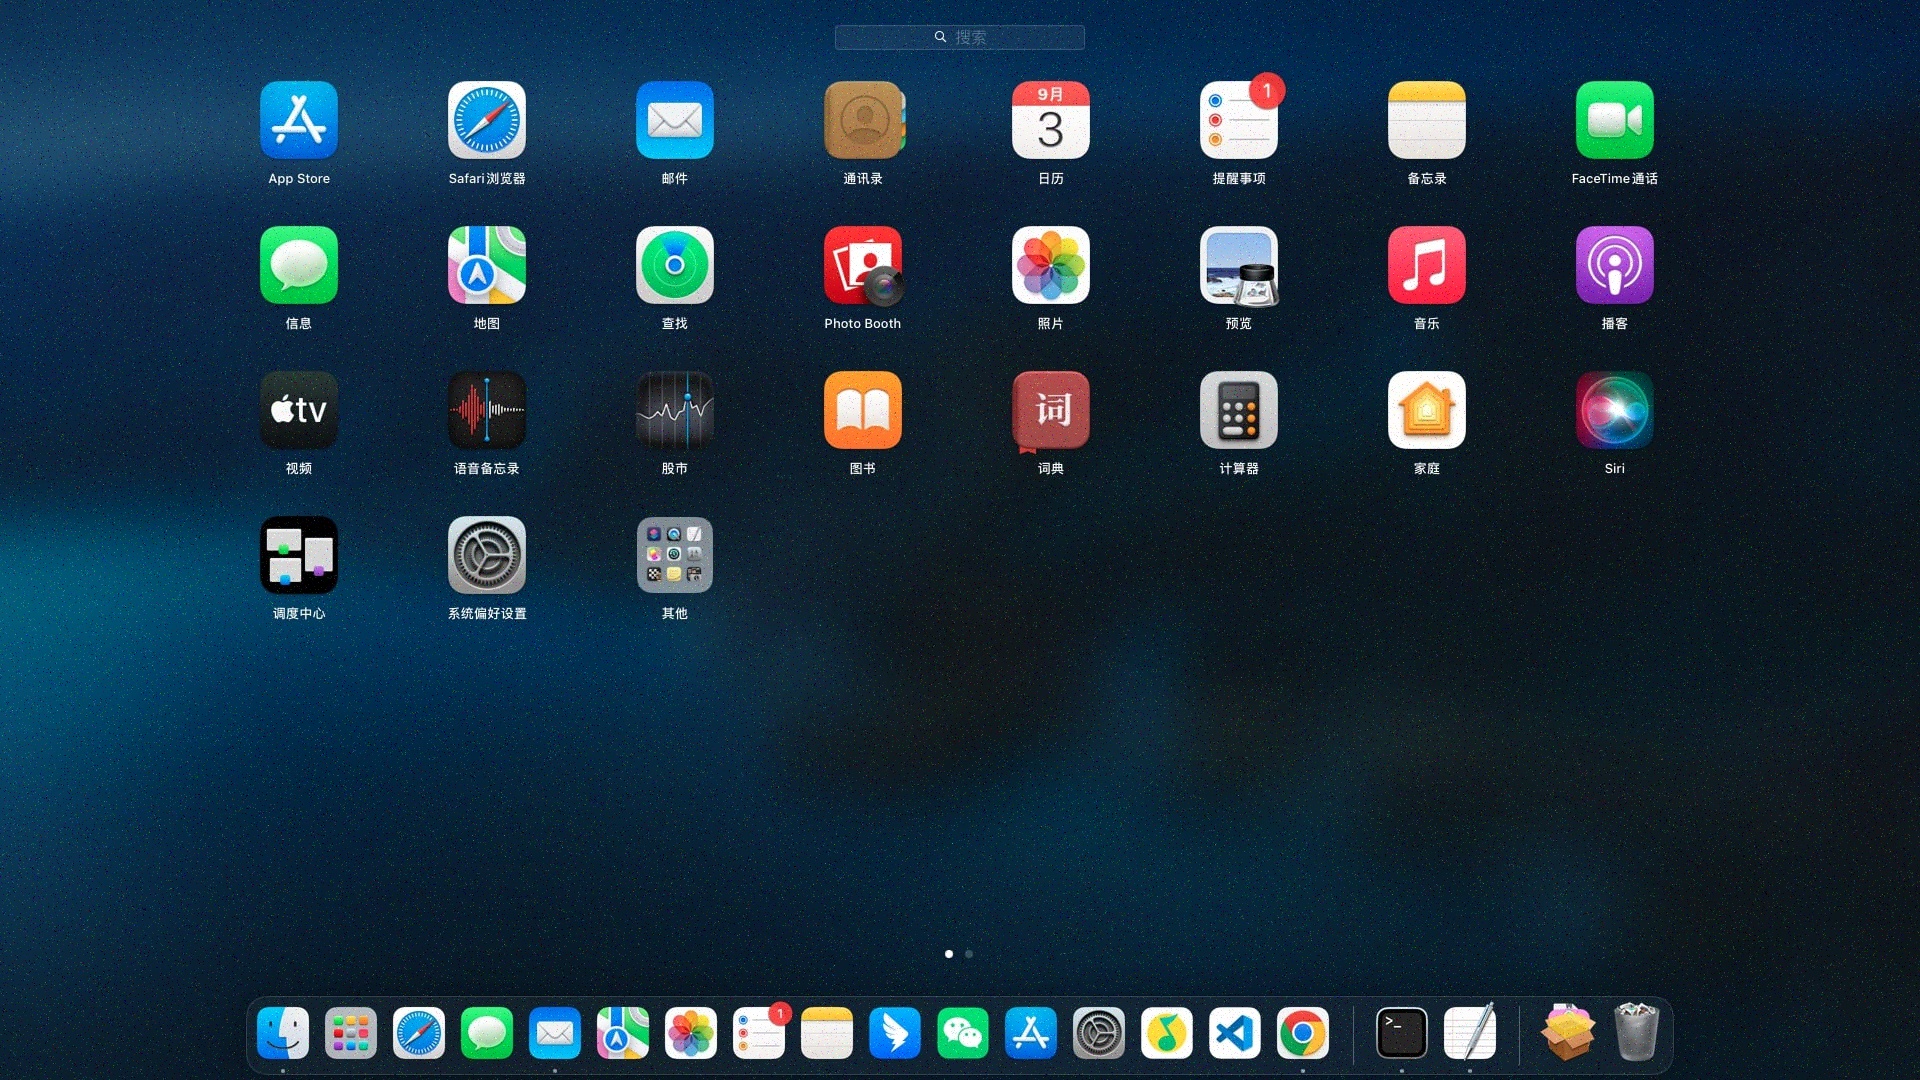 搜索
9月
3
1
App Store
Safari浏览器
邮件
通讯录
日历
提醒事项
备忘录
FaceTime通话
信息
地图
查找
Photo Booth
照片
预览
音乐
播客
tv
词
视频
语音备忘录
股市
图书
词典
计算器
家庭
Siri
调度中心
系统偏好设置
其他
1
>_